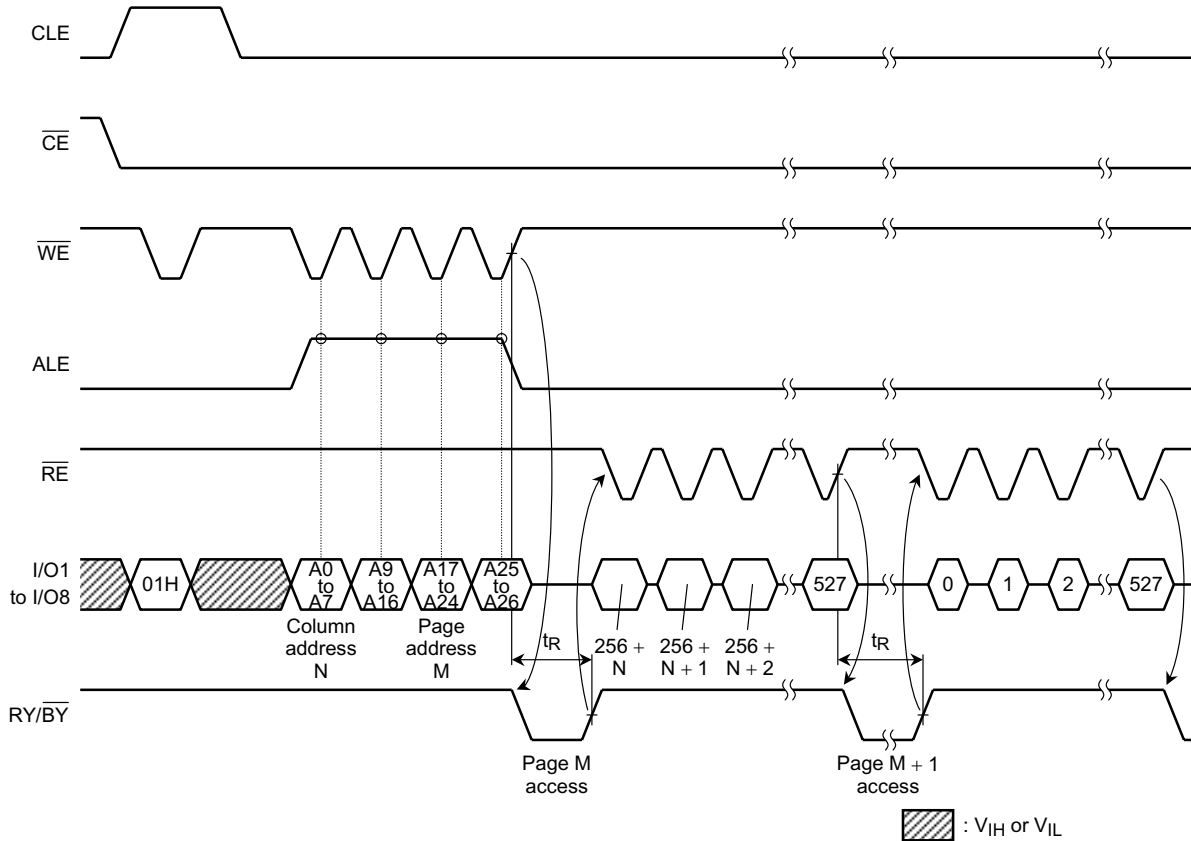 CLE
CE
WE
ALE
RE
I/O1
to I/O8
01H
A0
to
A7
A9
to
A16
A17
to
A24
A25
to
A26
527
0
1
2
527
Column
address
N
Page
address
M
tR
256 +
N
256 +
N + 1
256 +
N + 2
tR
RY/BY
Page M
access
Page M + 1
access
: VIH or VIL